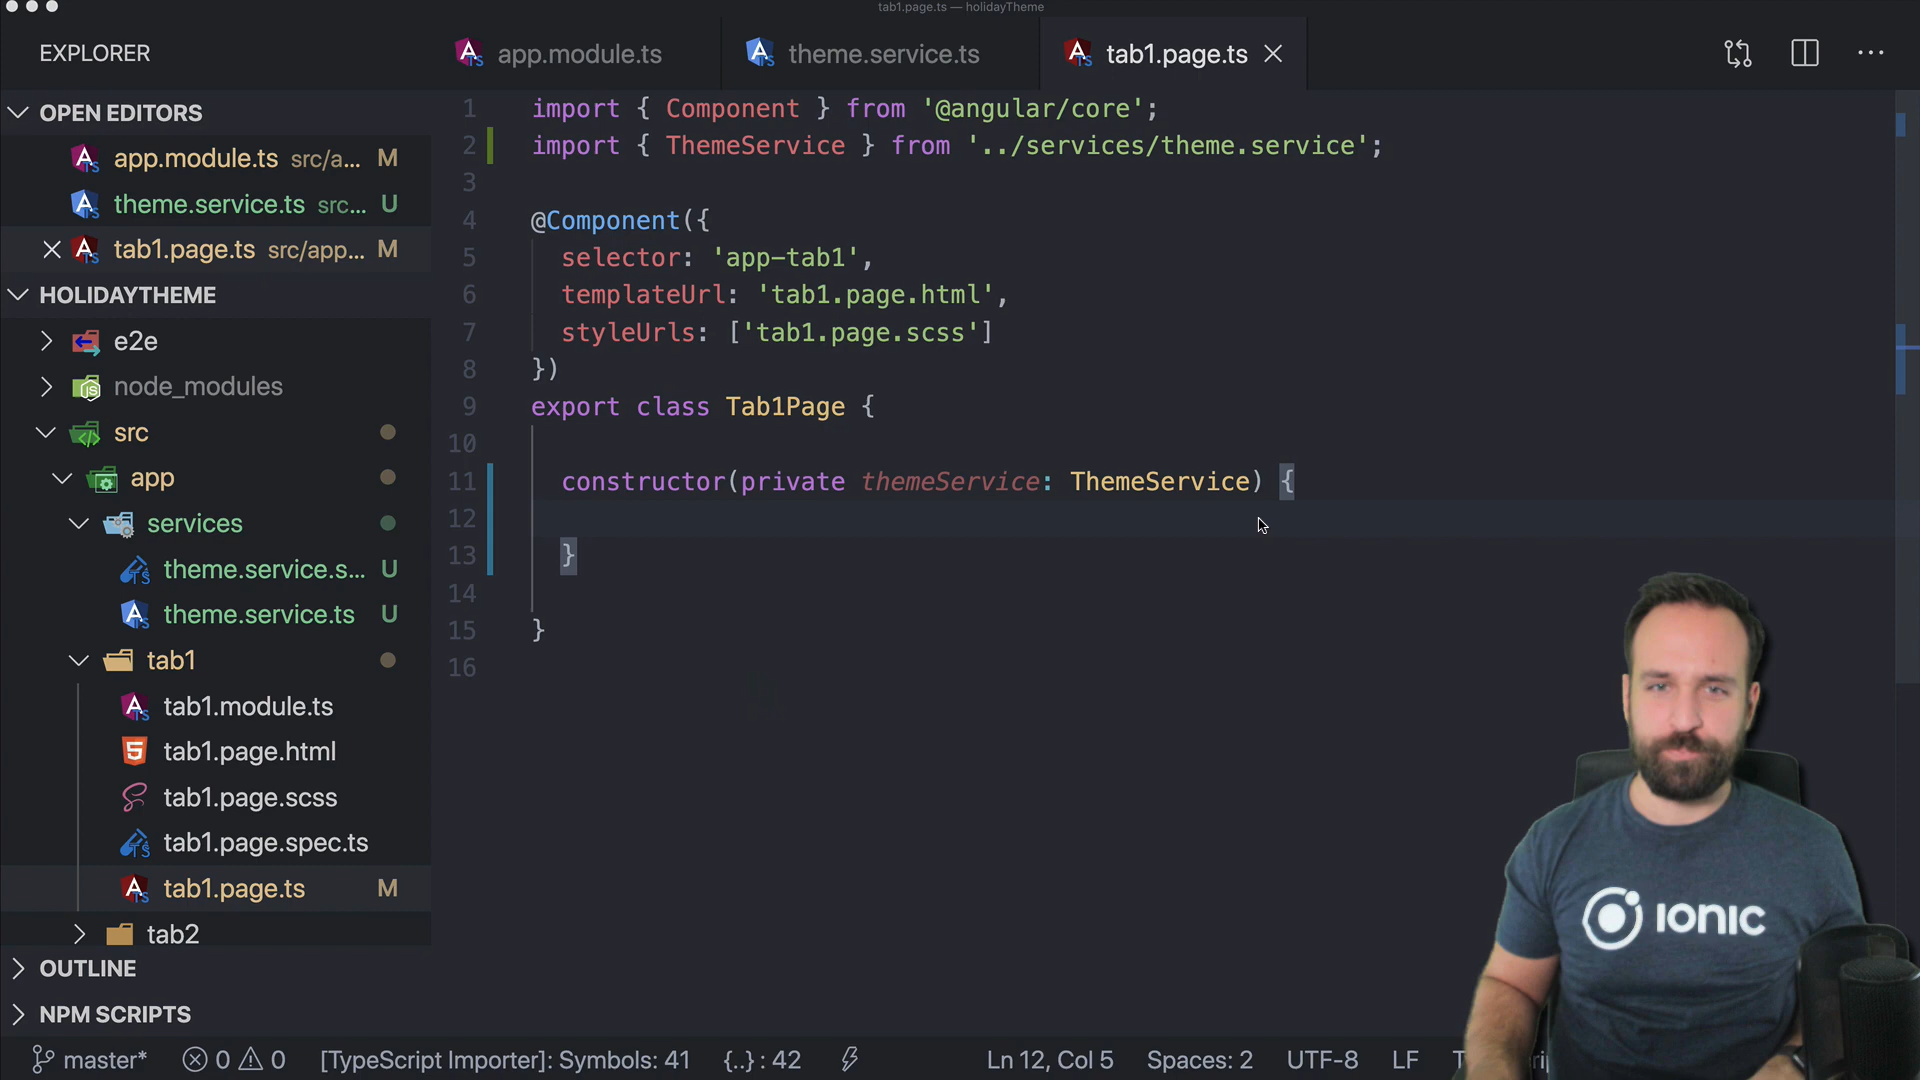 tab1.page.ts — holidayTheme
EXPLORER
app.module.ts
theme.service.ts
tab1.page.ts
OPEN EDITORS
app.module.ts src/a... M
theme.service.ts src... U
tab1.page.ts src/app... M
HOLIDAYTHEME
e2e
node_modules
src
app
services
theme.service.s... U
theme.service.ts U
tab1
tab1.module.ts
tab1.page.html
tab1.page.scss
tab1.page.spec.ts
tab1.page.ts M
tab2
OUTLINE
NPM SCRIPTS
1 import { Component } from '@angular/core';
2 import { ThemeService } from '../services/theme.service';
3
4 @Component({
5 selector: 'app-tab1',
6 templateUrl: 'tab1.page.html',
7 styleUrls: ['tab1.page.scss']
8 })
9 export class Tab1Page {
10
11 constructor(private themeService: ThemeService) {
12
13 }
14
15 }
16
IONIC
master* 0 0 [TypeScript Importer]: Symbols: 41 {..} : 42 Ln 12, Col 5 Spaces: 2 UTF-8 LF